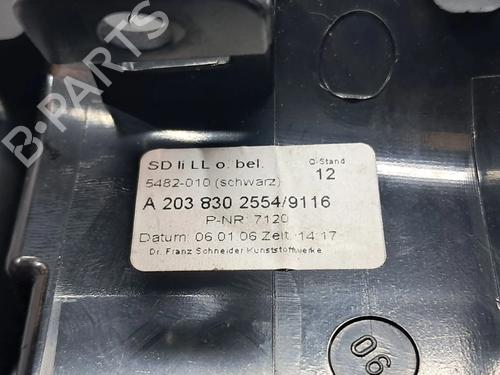 B-PARTS
SD li LL o. bel.
Q-Stand
12
5482-010 (schwarz)
A 203 830 2554/9116
P-NR: 7120
Datum: 06.01.06 Zeit: 14:17
Dr. Franz Schneider Kunststoffwerke
06